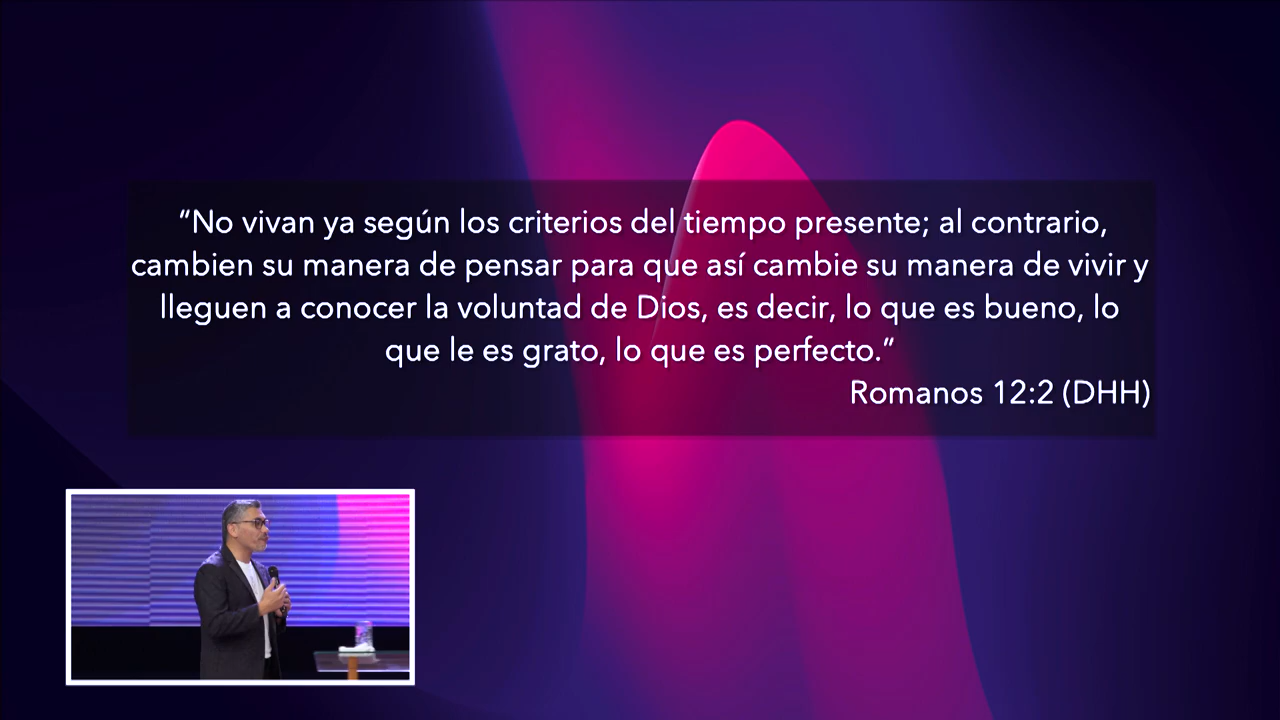 “No vivan ya según los criterios del tiempo presente; al contrario,
cambien su manera de pensar para que así cambie su manera de vivir y
lleguen a conocer la voluntad de Dios, es decir, lo que es bueno, lo
que le es grato, lo que es perfecto.”
Romanos 12:2 (DHH)